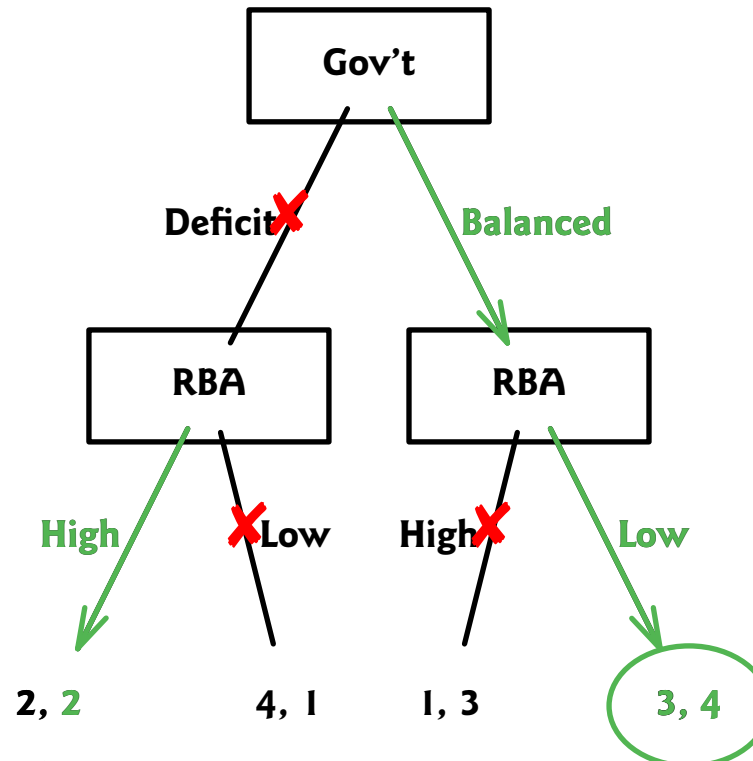 Gov’t
Deficit Balanced
RBA RBA
High Low High Low
2, 2 4, 1 1, 3 3, 4